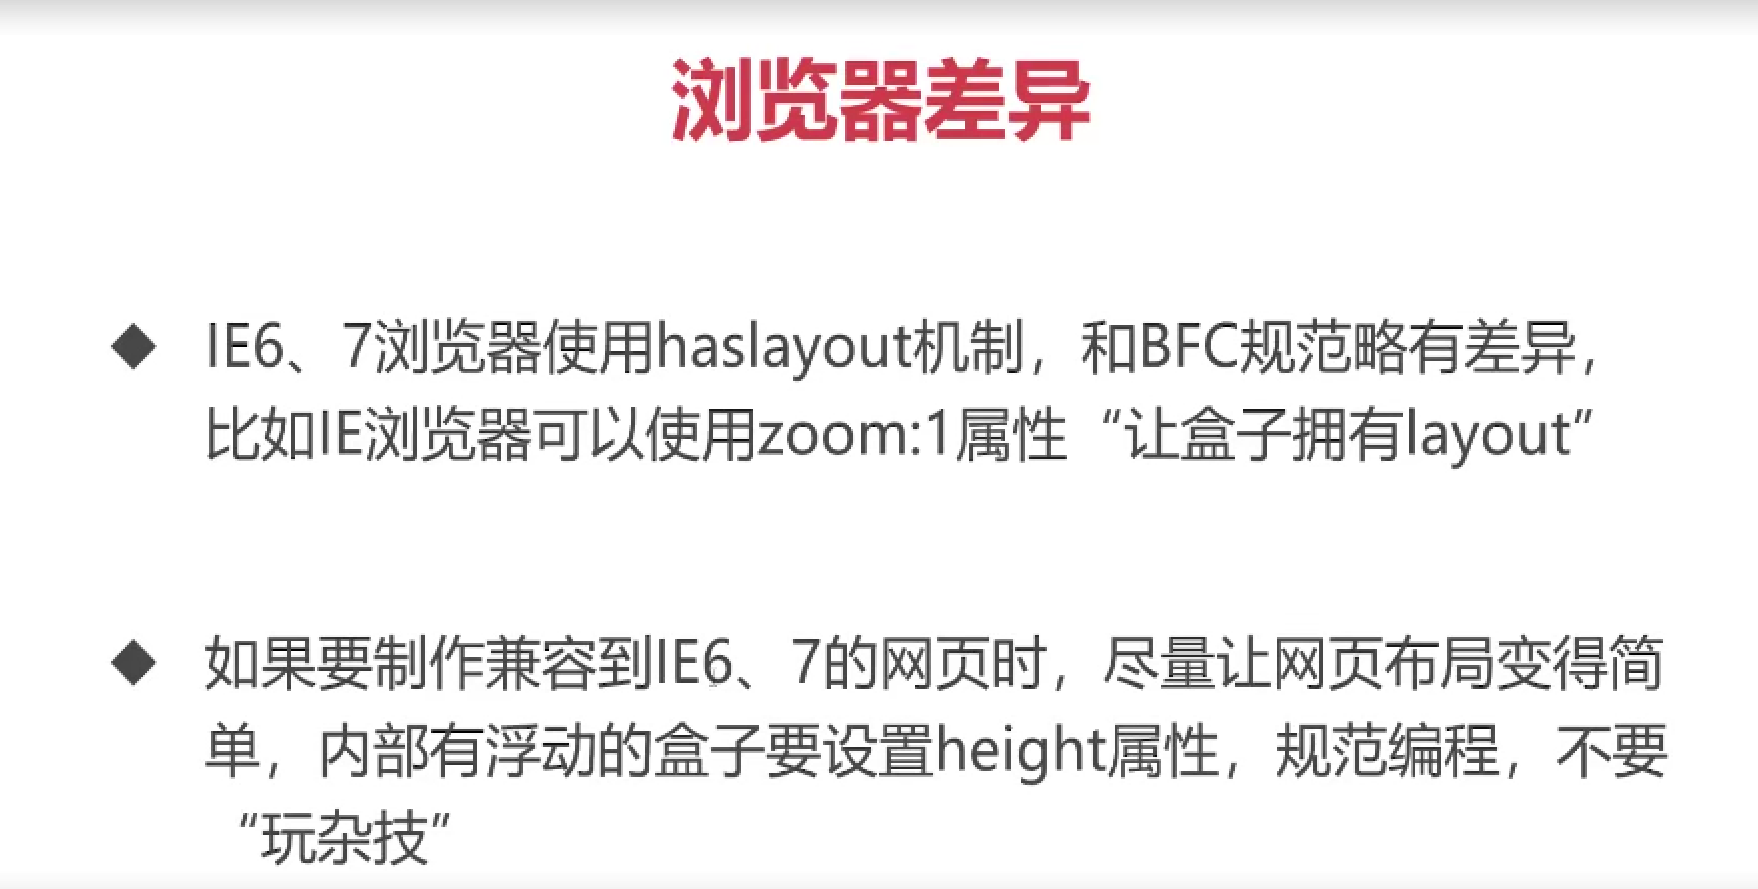 浏览器差异
◆ IE6、7浏览器使用haslayout机制，和BFC规范略有差异，
比如IE浏览器可以使用zoom:1属性“让盒子拥有layout”
◆ 如果要制作兼容到IE6、7的网页时，尽量让网页布局变得简
单，内部有浮动的盒子要设置height属性，规范编程，不要
“玩杂技”